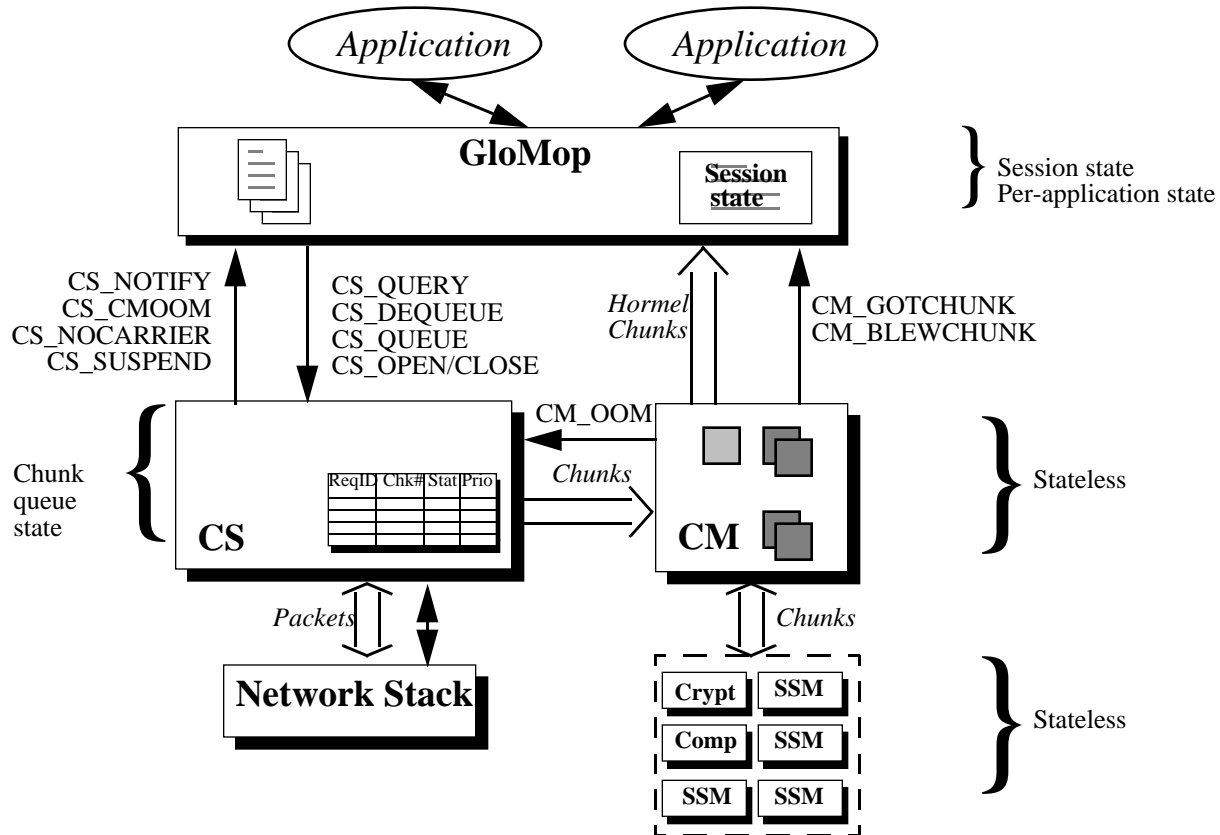 Application
Application
GloMop
Session
state
Session state
Per-application state
CS_NOTIFY
CS_CMOOM
CS_NOCARRIER
CS_SUSPEND
CS_QUERY
CS_DEQUEUE
CS_QUEUE
CS_OPEN/CLOSE
Hormel
Chunks
CM_GOTCHUNK
CM_BLEWCHUNK
Chunk
queue
state
CS
ReqID Chk# Stat Prio
CM_OOM
Chunks
CM
Stateless
Packets
Chunks
Network Stack
Crypt SSM
Comp SSM
SSM SSM
Stateless